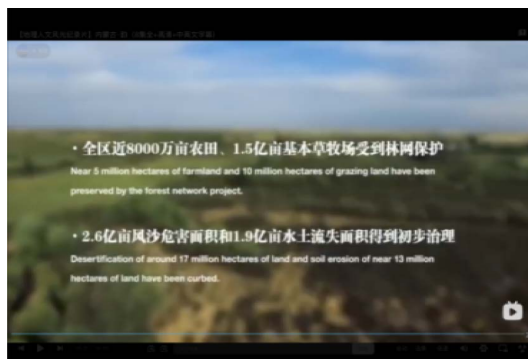 · 全区近8000万亩农田、1.5亿亩基本草牧场受到林网保护
Near 5 million hectares of farmland and 10 million hectares of grazing land have been
preserved by the forest network project.
· 2.6亿亩风沙危害面积和1.9亿亩水土流失面积得到初步治理
Desertification of around 17 million hectares of land and soil erosion of near 13 million
hectares of land have been curbed.